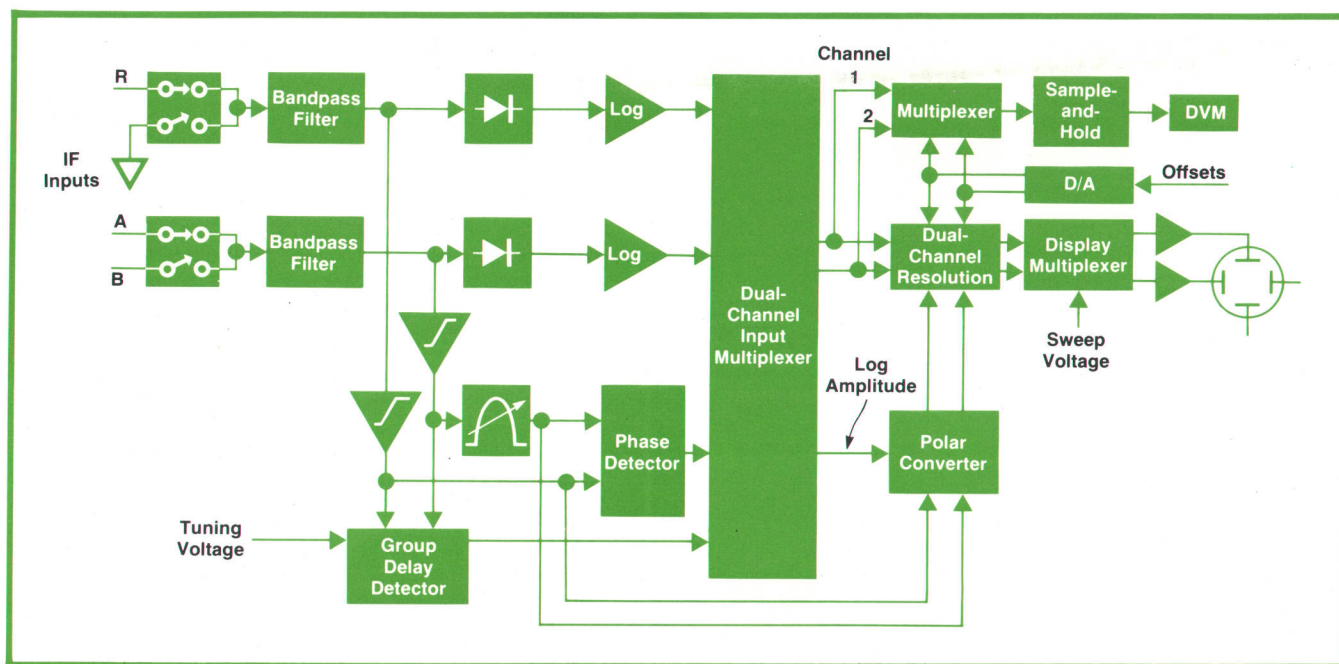 R
Bandpass
Filter
Log
IF
Inputs
A
B
Bandpass
Filter
Log
Dual-
Channel
Input
Multiplexer
Channel
1
2
Multiplexer
Sample-
and-
Hold
DVM
D/A
Offsets
Dual-
Channel
Resolution
Display
Multiplexer
Sweep
Voltage
Log
Amplitude
Phase
Detector
Polar
Converter
Tuning
Voltage
Group
Delay
Detector